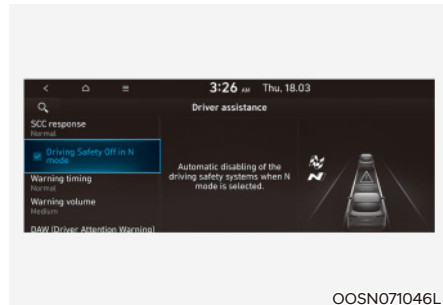 3:26 AM Thu, 18.03
Driver assistance
SCC response
Normal
Driving Safety Off in N
mode
Warning timing
Normal
Warning volume
Medium
DAW (Driver Attention Warning)
Automatic disabling of the
driving safety systems when N
mode is selected.
N
OOSN071046L